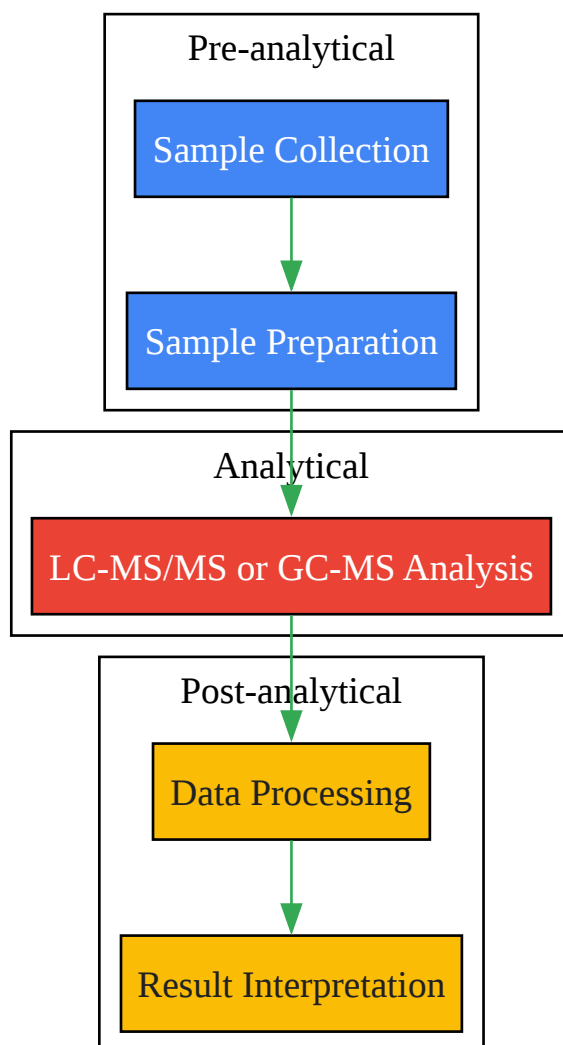 Pre-analytical
Sample Collection
Sample Preparation
Analytical
LC-MS/MS or GC-MS Analysis
Post-analytical
Data Processing
Result Interpretation